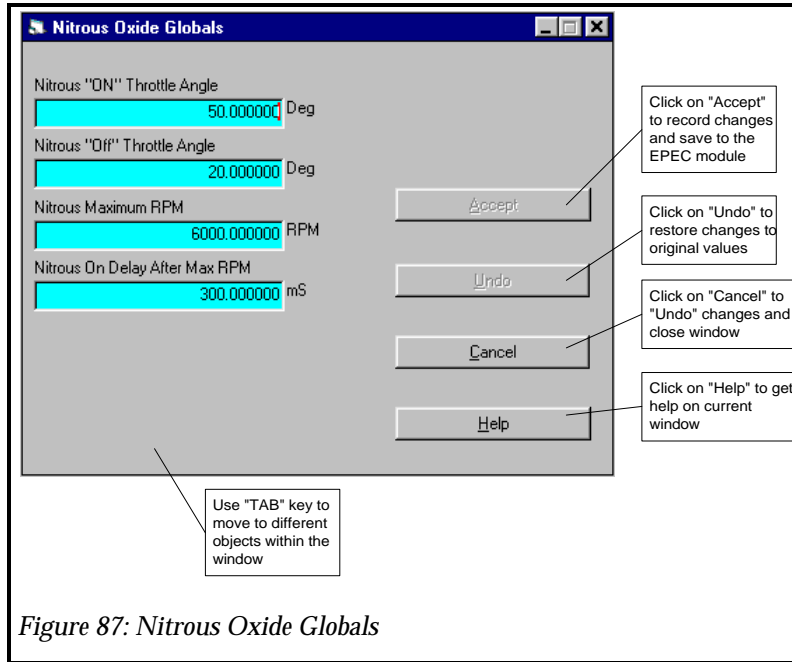 Nitrous Oxide Globals
Nitrous "ON" Throttle Angle
50.000000 Deg
Nitrous "Off" Throttle Angle
20.000000 Deg
Nitrous Maximum RPM
6000.000000 RPM
Nitrous On Delay After Max RPM
300.000000 mS
Accept
Undo
Cancel
Help
Click on "Accept"
to record changes
and save to the
EPEC module
Click on "Undo" to
restore changes to
original values
Click on "Cancel" to
"Undo" changes and
close window
Click on "Help" to get
help on current
window
Use "TAB" key to
move to different
objects within the
window
Figure 87: Nitrous Oxide Globals